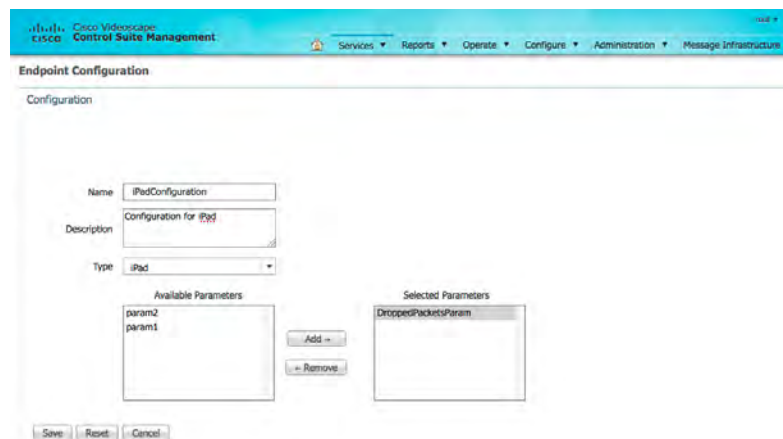 Cisco Videoscape
CISCO Control Suite Management
Services ▼ Reports ▼ Operate ▼ Configure ▼ Administration ▼ Message Infrastructure
Endpoint Configuration
Configuration
Name iPadConfiguration
Description Configuration for iPad
Type iPad
Available Parameters Selected Parameters
param2 DroppedPacketsParam
param1
Add →
← Remove
Save Reset Cancel